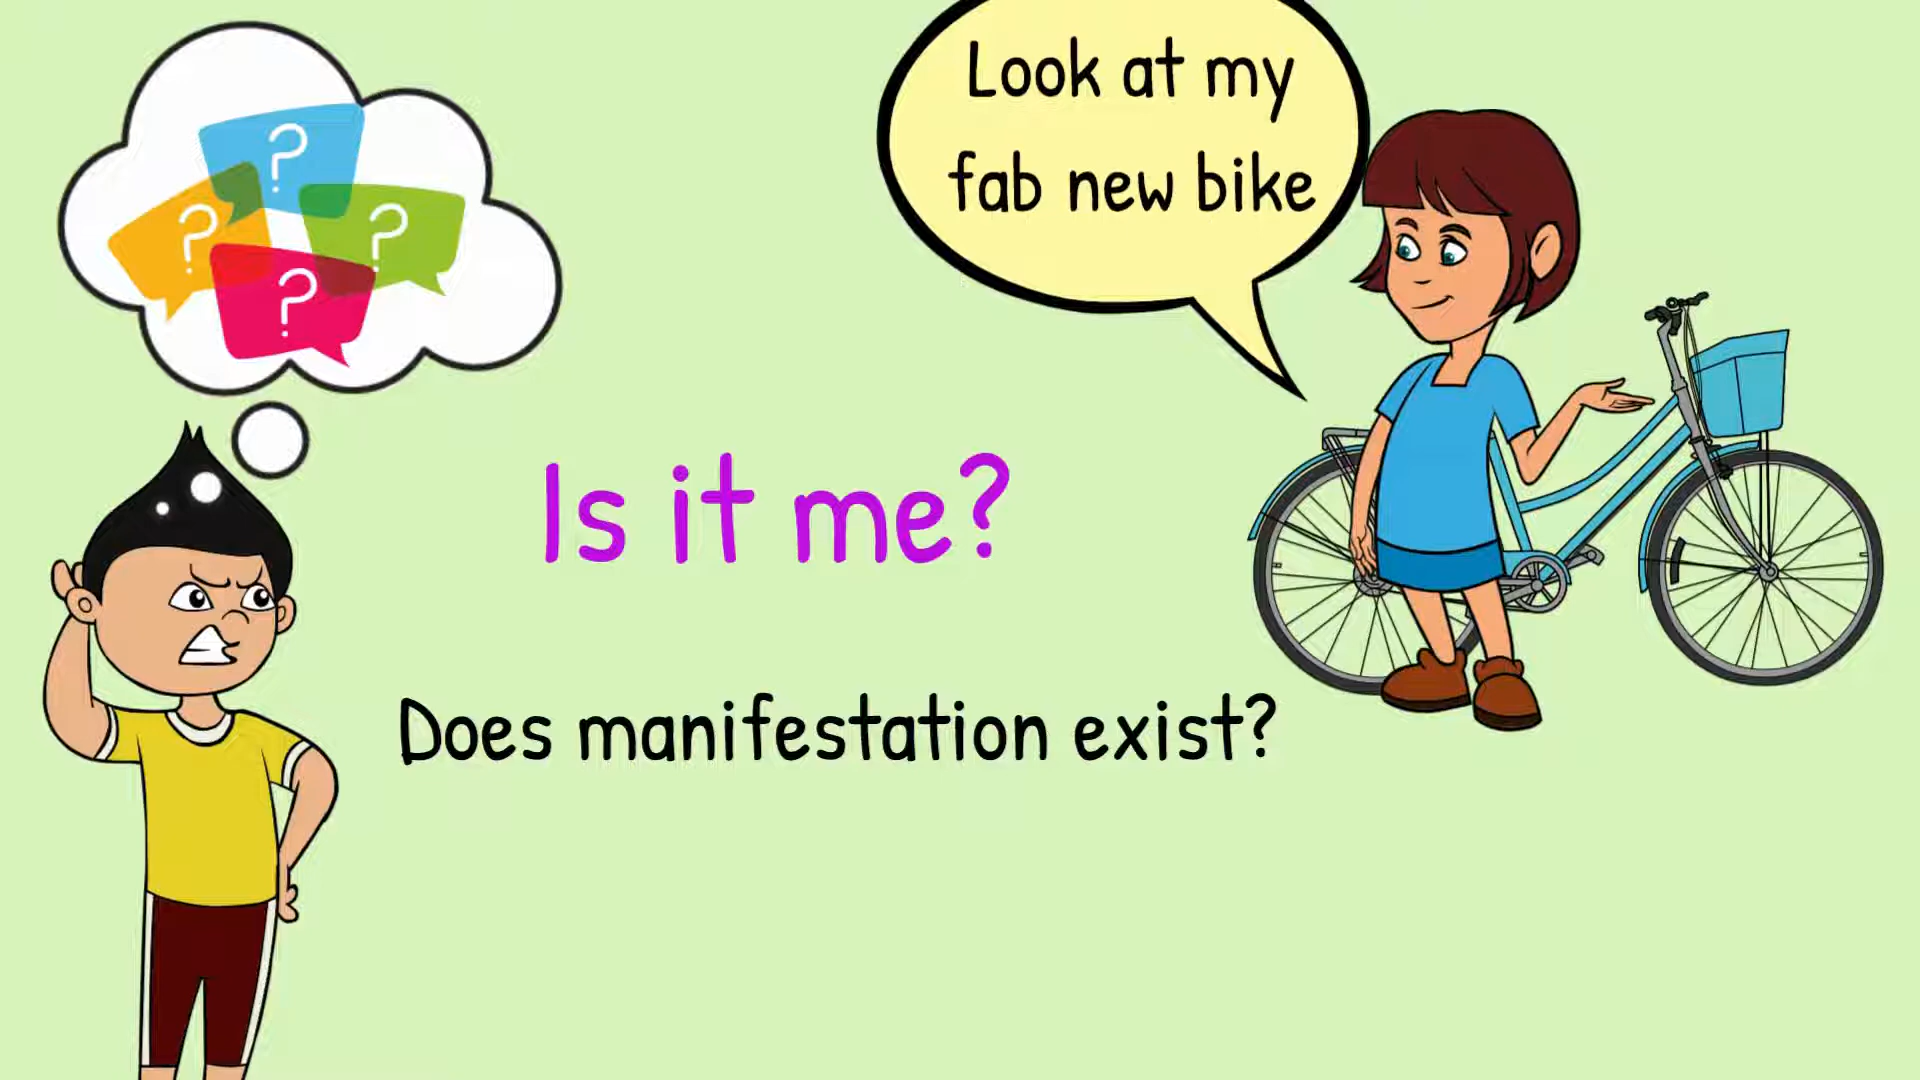 ?
?
?
?
Look at my
fab new bike
Is it me?
Does manifestation exist?